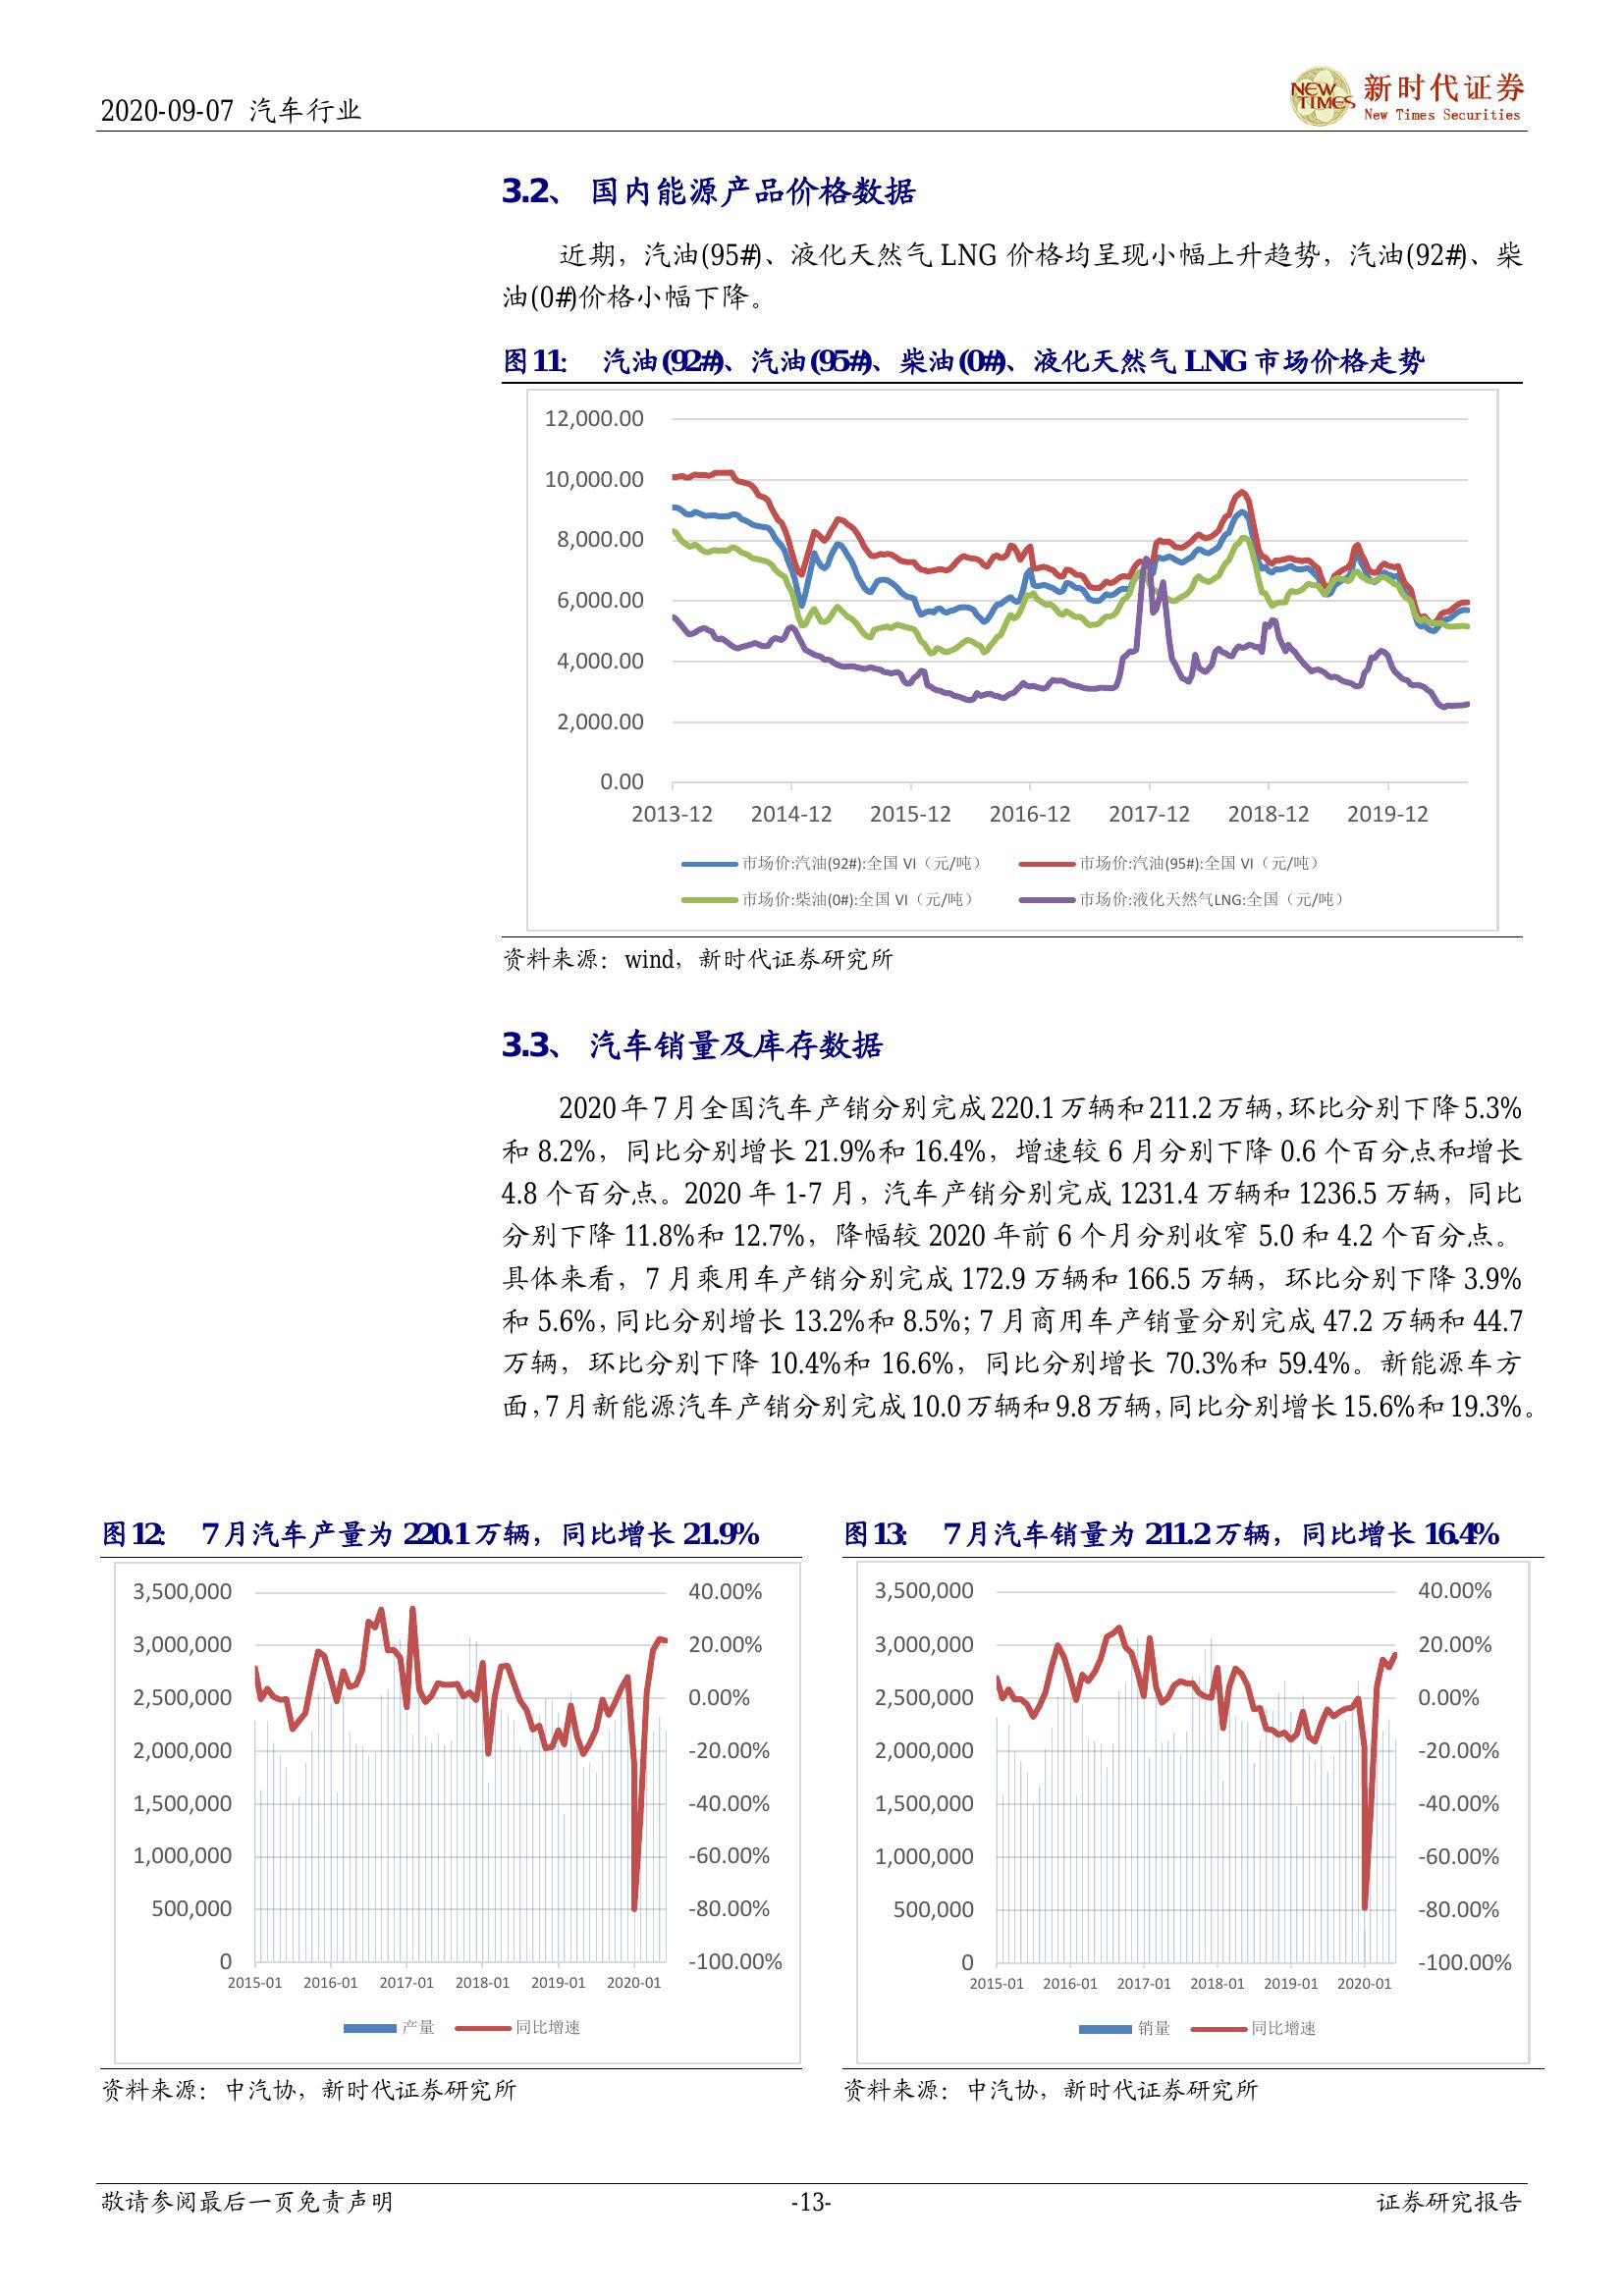 2020-09-07 汽车行业
NEW TIMES
新时代证券
New Times Securities
3.2、 国内能源产品价格数据
近期，汽油(95#)、液化天然气 LNG 价格均呈现小幅上升趋势，汽油(92#)、柴
油(0#)价格小幅下降。
图 11： 汽油(92#)、汽油(95#)、柴油(0#)、液化天然气 LNG 市场价格走势
12,000.00
10,000.00
8,000.00
6,000.00
4,000.00
2,000.00
0.00
2013-12 2014-12 2015-12 2016-12 2017-12 2018-12 2019-12
市场价:汽油(92#):全国 VI（元/吨） 市场价:汽油(95#):全国 VI（元/吨）
市场价:柴油(0#):全国 VI（元/吨） 市场价:液化天然气LNG:全国（元/吨）
资料来源：wind，新时代证券研究所
3.3、 汽车销量及库存数据
2020 年 7 月全国汽车产销分别完成 220.1 万辆和 211.2 万辆，环比分别下降 5.3%
和 8.2%，同比分别增长 21.9%和 16.4%，增速较 6 月分别下降 0.6 个百分点和增长
4.8 个百分点。2020 年 1-7 月，汽车产销分别完成 1231.4 万辆和 1236.5 万辆，同比
分别下降 11.8%和 12.7%，降幅较 2020 年前 6 个月分别收窄 5.0 和 4.2 个百分点。
具体来看，7 月乘用车产销分别完成 172.9 万辆和 166.5 万辆，环比分别下降 3.9%
和 5.6%，同比分别增长 13.2%和 8.5%；7 月商用车产销量分别完成 47.2 万辆和 44.7
万辆，环比分别下降 10.4%和 16.6%，同比分别增长 70.3%和 59.4%。新能源车方
面，7 月新能源汽车产销分别完成 10.0 万辆和 9.8 万辆，同比分别增长 15.6%和 19.3%。
图 12： 7 月汽车产量为 220.1 万辆，同比增长 21.9%
3,500,000 40.00%
3,000,000 20.00%
2,500,000 0.00%
2,000,000 -20.00%
1,500,000 -40.00%
1,000,000 -60.00%
500,000 -80.00%
0 -100.00%
2015-01 2016-01 2017-01 2018-01 2019-01 2020-01
产量 同比增速
资料来源：中汽协，新时代证券研究所
图 13： 7 月汽车销量为 211.2 万辆，同比增长 16.4%
3,500,000 40.00%
3,000,000 20.00%
2,500,000 0.00%
2,000,000 -20.00%
1,500,000 -40.00%
1,000,000 -60.00%
500,000 -80.00%
0 -100.00%
2015-01 2016-01 2017-01 2018-01 2019-01 2020-01
销量 同比增速
资料来源：中汽协，新时代证券研究所
敬请参阅最后一页免责声明 -13- 证券研究报告